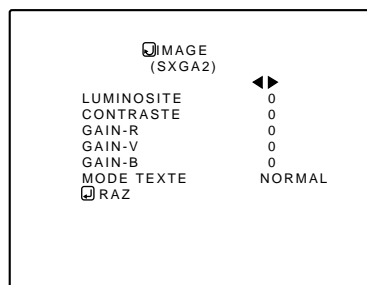 IMAGE
(SXGA2)
LUMINOSITE 0
CONTRASTE 0
GAIN-R 0
GAIN-V 0
GAIN-B 0
MODE TEXTE NORMAL
RAZ